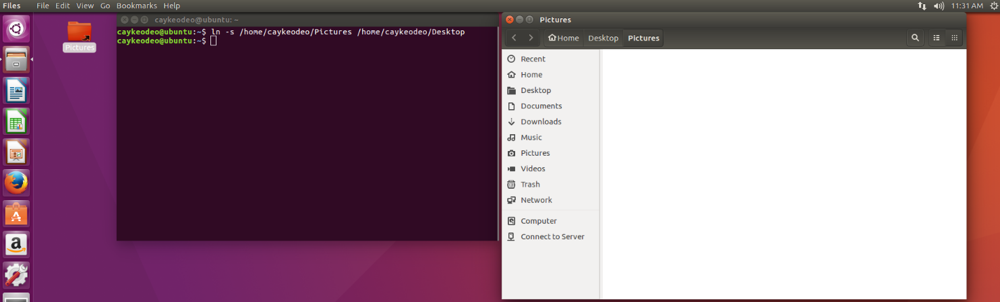 Files File Edit View Go Bookmarks Help 11:31 AM
Pictures
caykeodeo@ubuntu: ~
caykeodeo@ubuntu:~$ ln -s /home/caykeodeo/Pictures /home/caykeodeo/Desktop
caykeodeo@ubuntu:~$
Pictures
Home Desktop Pictures
Recent
Home
Desktop
Documents
Downloads
Music
Pictures
Videos
Trash
Network
Computer
Connect to Server
A
a